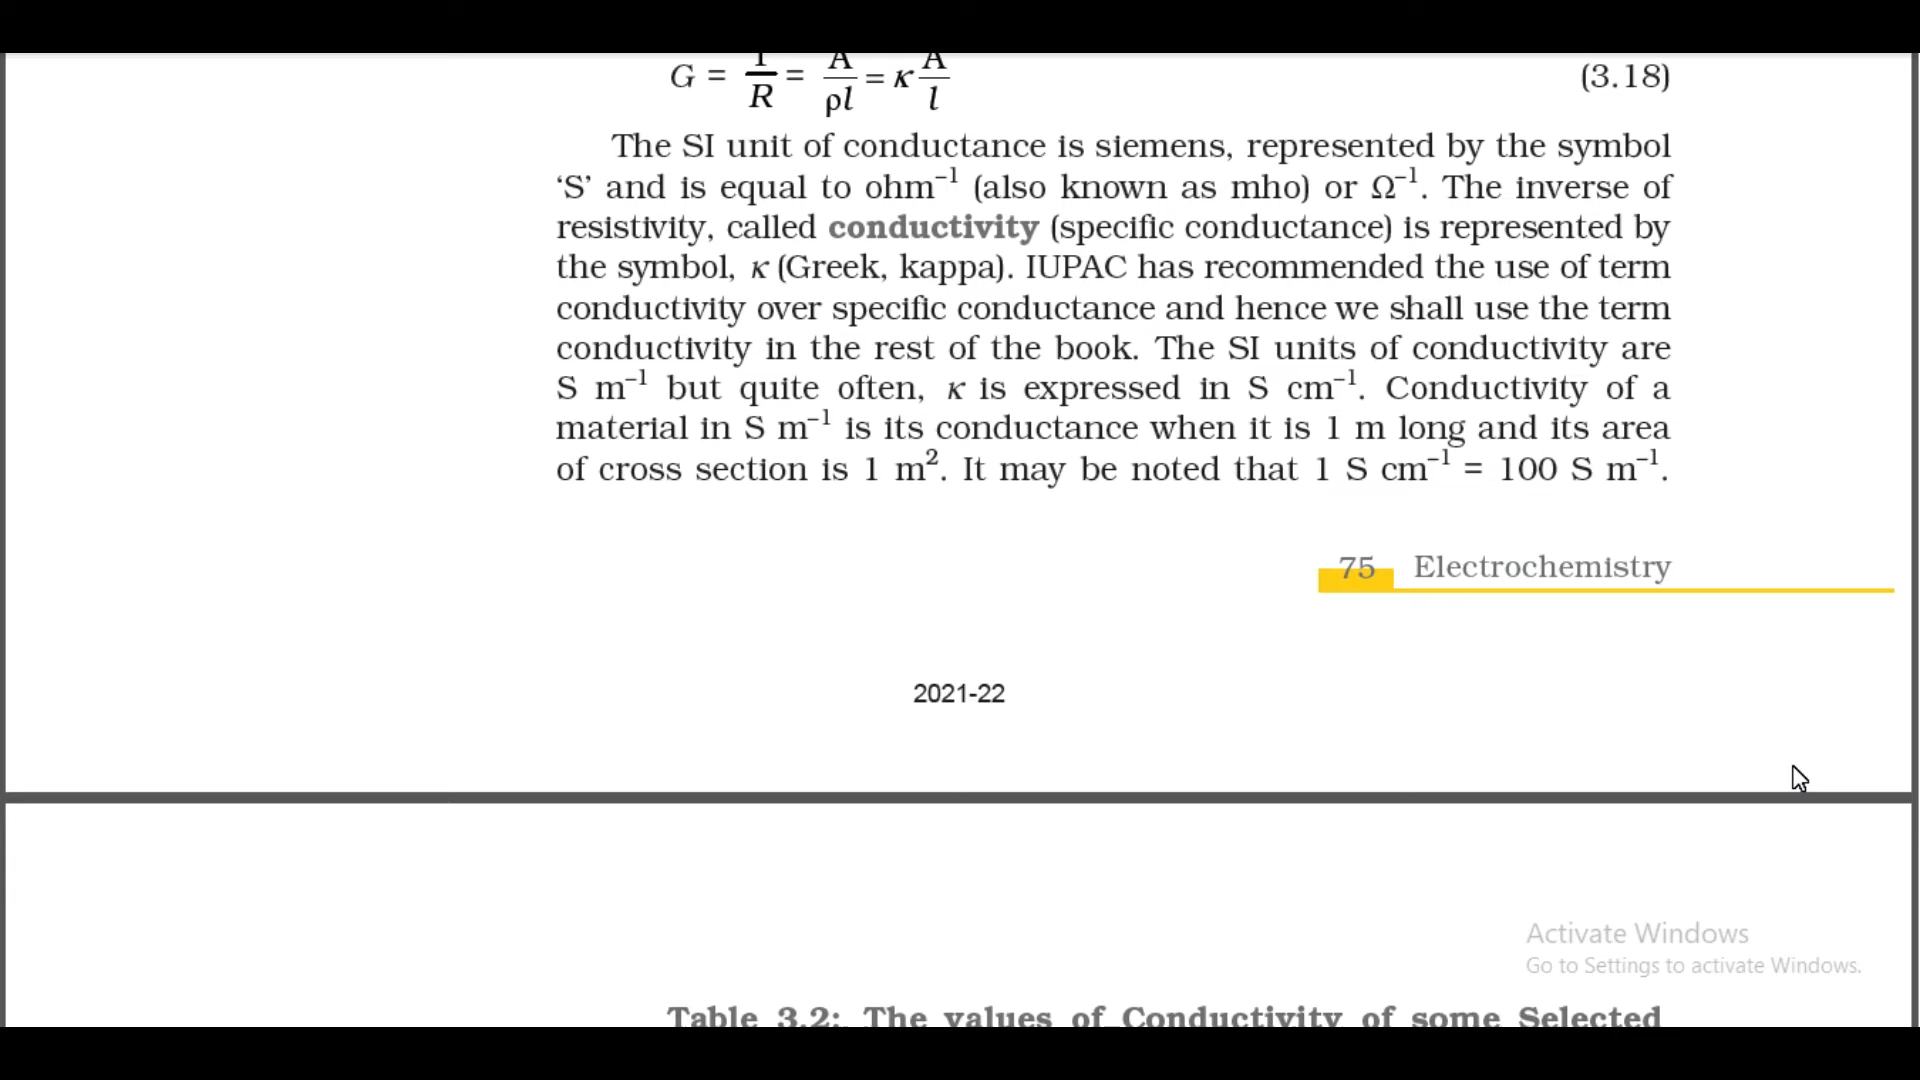 G = 1/R = A/ρl = κ A/l (3.18)
The SI unit of conductance is siemens, represented by the symbol
‘S’ and is equal to ohm⁻¹ (also known as mho) or Ω⁻¹. The inverse of
resistivity, called conductivity (specific conductance) is represented by
the symbol, κ (Greek, kappa). IUPAC has recommended the use of term
conductivity over specific conductance and hence we shall use the term
conductivity in the rest of the book. The SI units of conductivity are
S m⁻¹ but quite often, κ is expressed in S cm⁻¹. Conductivity of a
material in S m⁻¹ is its conductance when it is 1 m long and its area
of cross section is 1 m². It may be noted that 1 S cm⁻¹ = 100 S m⁻¹.
75 Electrochemistry
2021-22
Activate Windows
Go to Settings to activate Windows.
Table 3.2: The values of Conductivity of some Selected